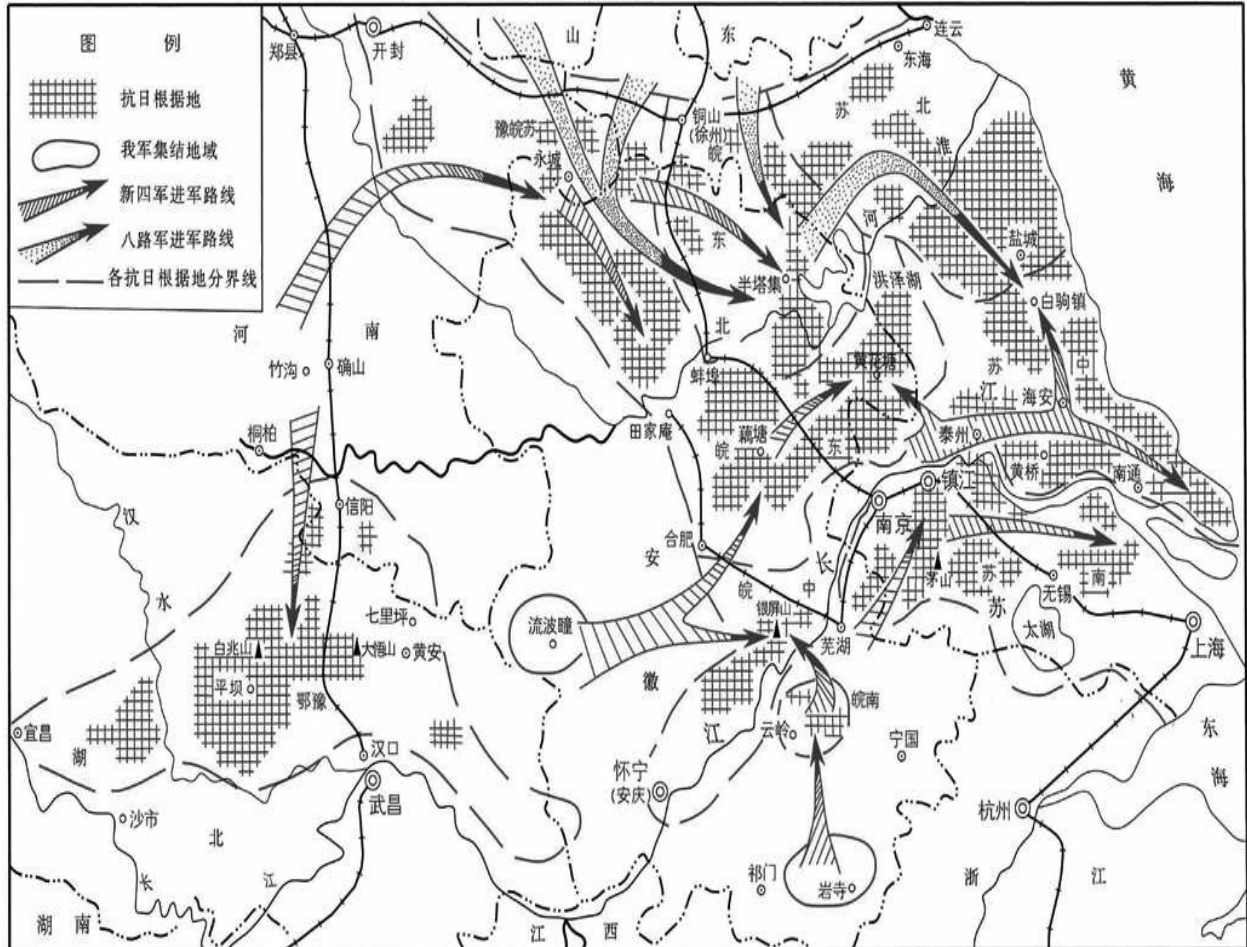 图 例
抗日根据地
我军集结地域
新四军进军路线
八路军进军路线
各抗日根据地分界线
郑县
开封
山 东
连云
东海
黄
海
苏
北
铜山
(徐州)
皖
豫皖苏
永城
淮
河
东
北
半塔集
洪泽湖
盐城
白驹镇
河 南
竹沟
确山
蚌埠
黄花塘
苏
中
江
海安
桐柏
田家庵
藕塘
皖
东
泰州
黄桥
南通
信阳
镇江
南京
汉
水
合肥
安
皖
中
长
茅山
苏
南
苏
无锡
七里坪
流波疃
银屏山
芜湖
太湖
上海
白兆山
大悟山
黄安
平坝
鄂豫
徽
皖南
江
云岭
宁国
宜昌
湖
汉口
怀宁
(安庆)
东
海
武昌
杭州
沙市
北
长
江
祁门
岩寺
浙
江
湖南
江 西